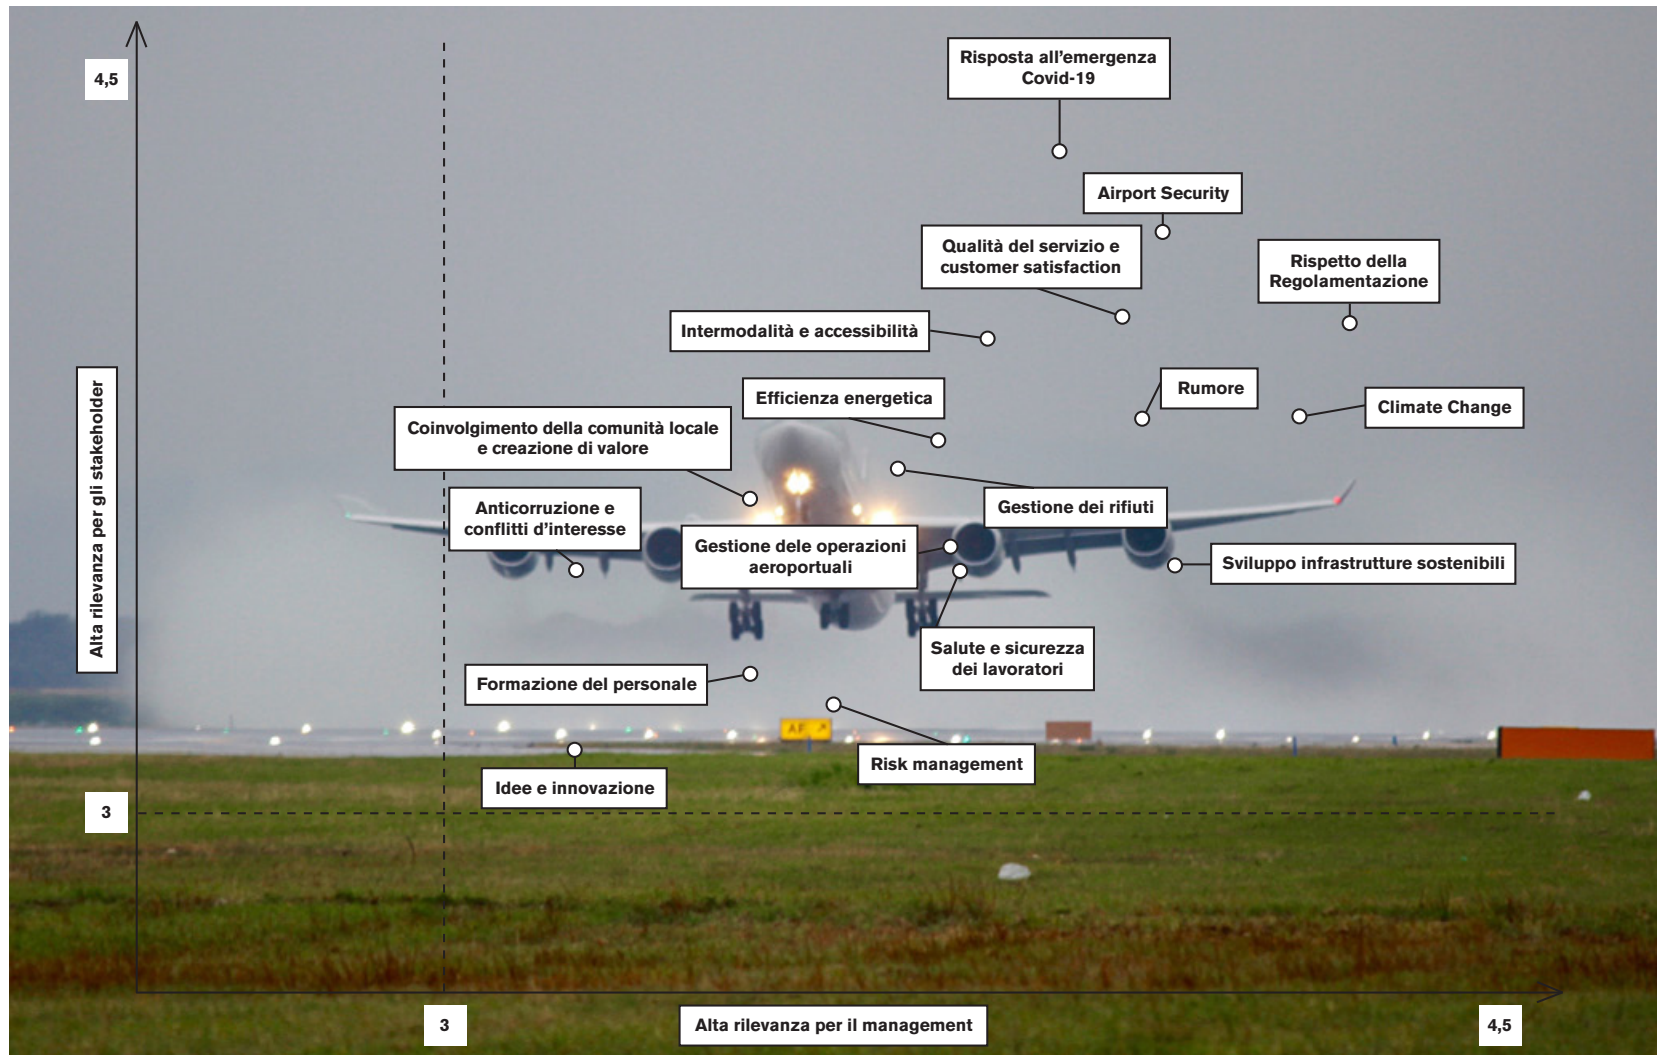 4,5
Risposta all'emergenza
Covid-19
Airport Security
Qualità del servizio e
customer satisfaction
Rispetto della
Regolamentazione
Intermodalità e accessibilità
Efficienza energetica
Rumore
Climate Change
Coinvolgimento della comunità locale
e creazione di valore
Alta rilevanza per gli stakeholder
Anticorruzione e
conflitti d'interesse
Gestione dei rifiuti
Gestione dele operazioni
aeroportuali
Sviluppo infrastrutture sostenibili
Salute e sicurezza
dei lavoratori
Formazione del personale
AF ↗
Risk management
Idee e innovazione
3
3
Alta rilevanza per il management
4,5